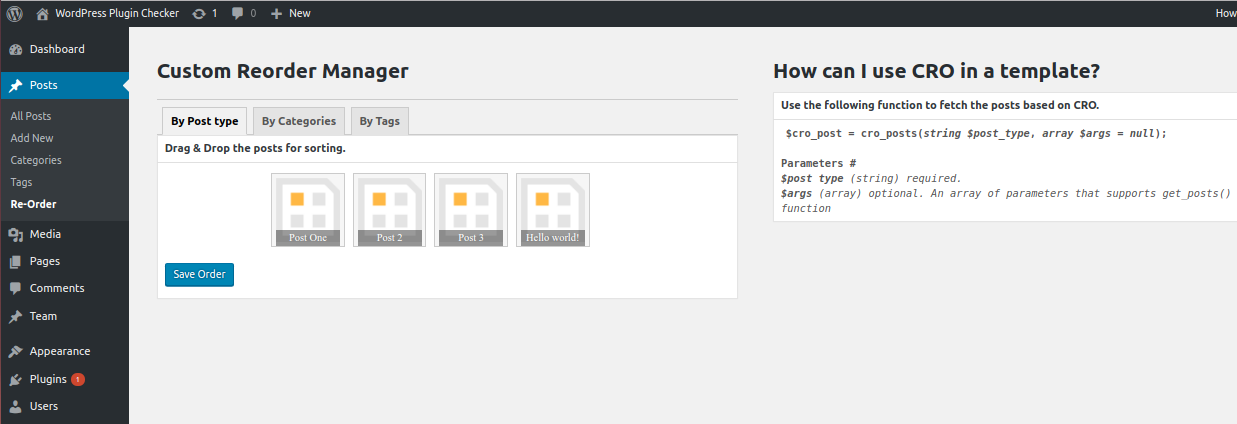 WordPress Plugin Checker 1 0 New How
Dashboard
Posts
All Posts
Add New
Categories
Tags
Re-Order
Media
Pages
Comments
Team
Appearance
Plugins 1
Users
Custom Reorder Manager
By Post type By Categories By Tags
Drag & Drop the posts for sorting.
Post One Post 2 Post 3 Hello world!
Save Order
How can I use CRO in a template?
Use the following function to fetch the posts based on CRO.
$cro_post = cro_posts(string $post_type, array $args = null);
Parameters #
$post type (string) required.
$args (array) optional. An array of parameters that supports get_posts()
function